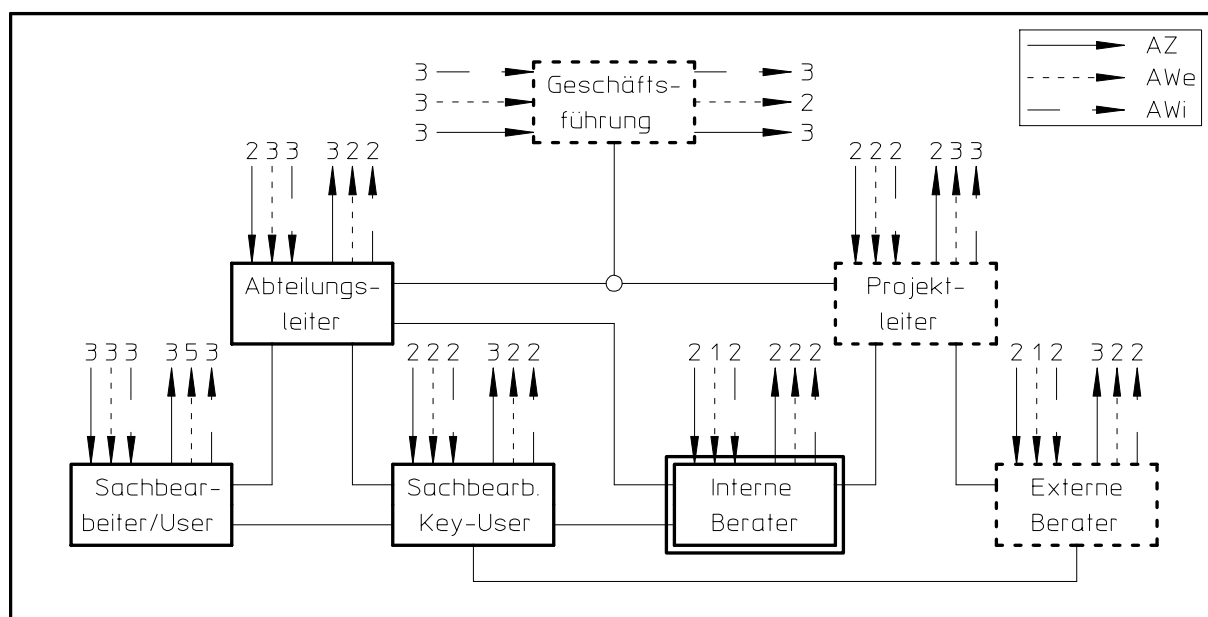 3 Geschäfts- 3 AZ
3 führung 2 AWe
3 3 AWi
2 3 3 3 2 2
2 2 2 2 3 3
Abteilungs-
leiter
Projekt-
leiter
3 3 3 3 5 3
2 2 2 3 2 2
2 1 2 2 2 2
2 1 2 3 2 2
Sachbear-
beiter/User
Sachbearb.
Key-User
Interne
Berater
Externe
Berater